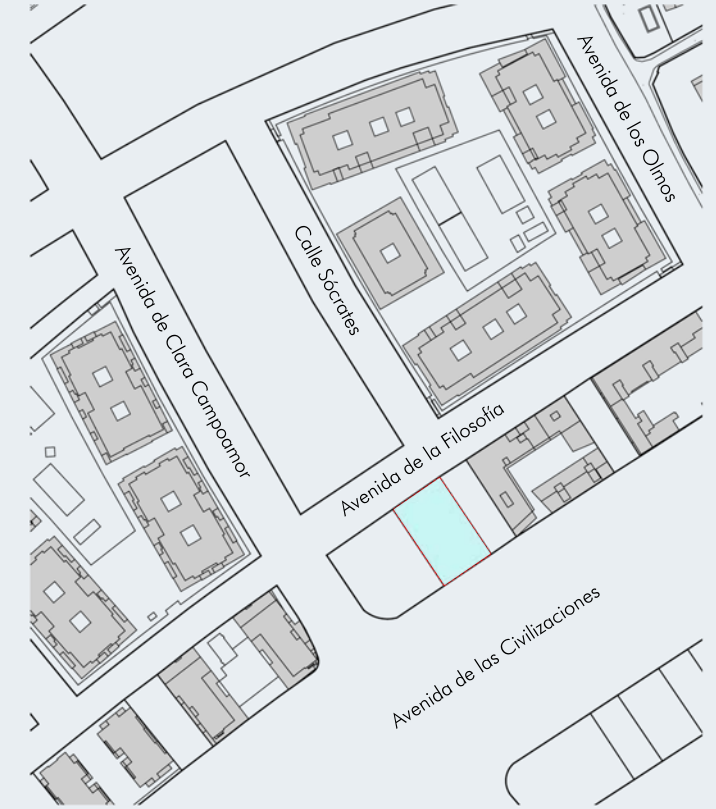 Avenida de los Olmos
Calle Sócrates
Avenida de Clara Campoamor
Avenida de la Filosofía
Avenida de las Civilizaciones